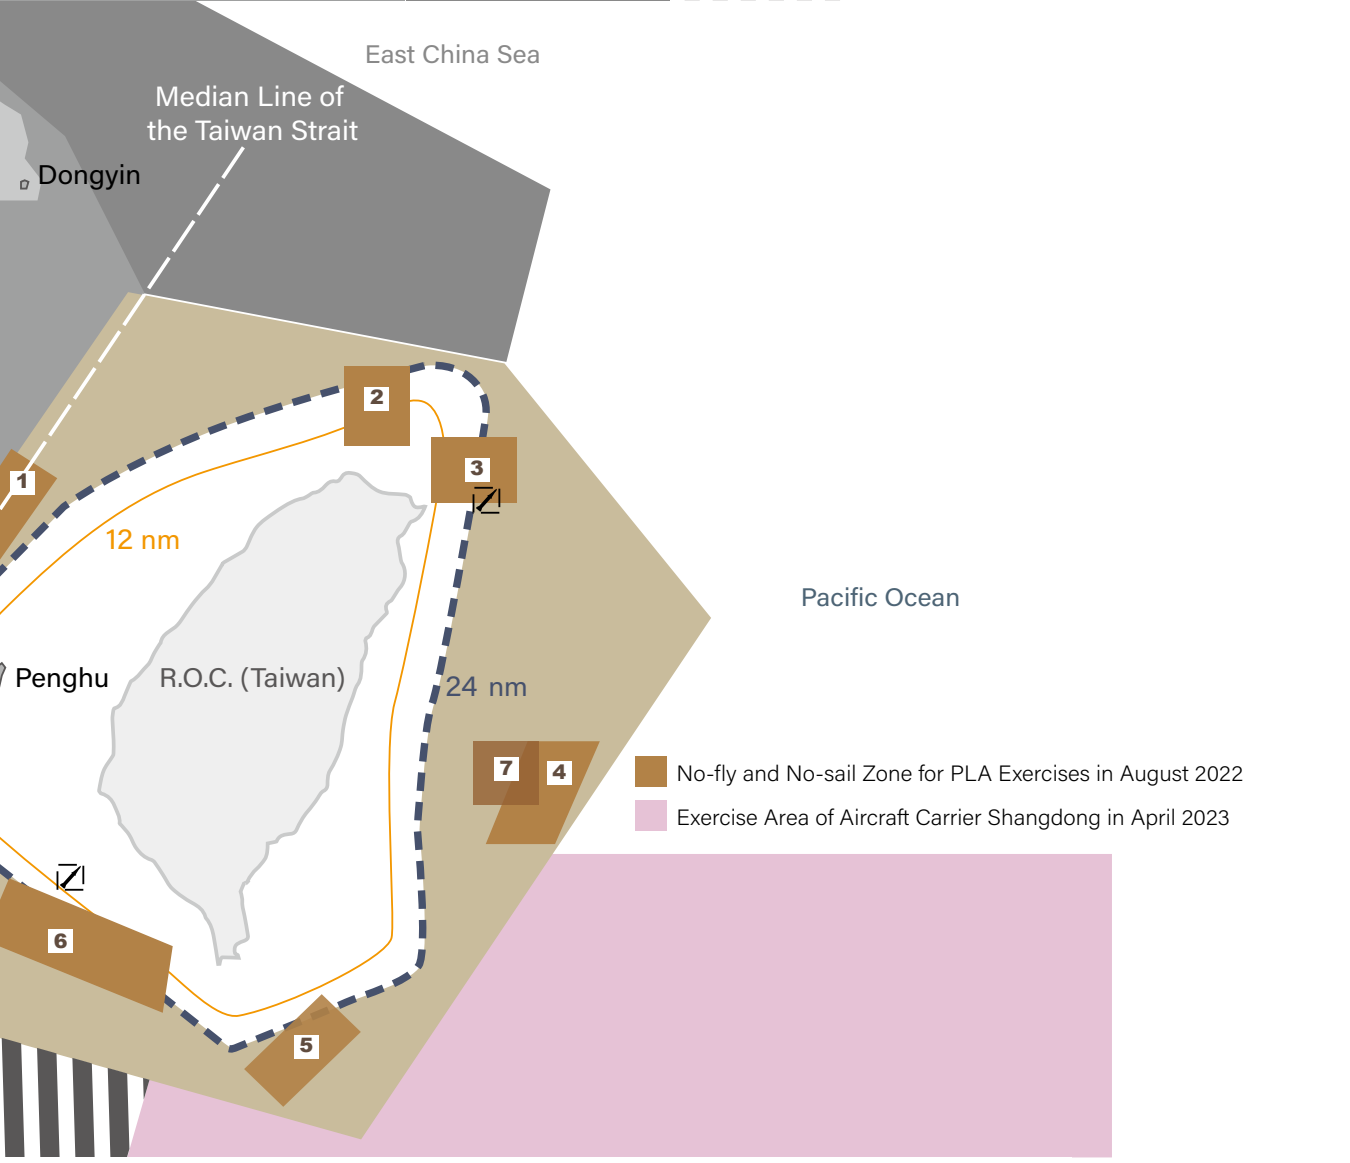 East China Sea
Median Line of
the Taiwan Strait
Dongyin
2
3
1
12 nm
Pacific Ocean
Penghu
R.O.C. (Taiwan)
24 nm
7
4
No-fly and No-sail Zone for PLA Exercises in August 2022
Exercise Area of Aircraft Carrier Shangdong in April 2023
6
5